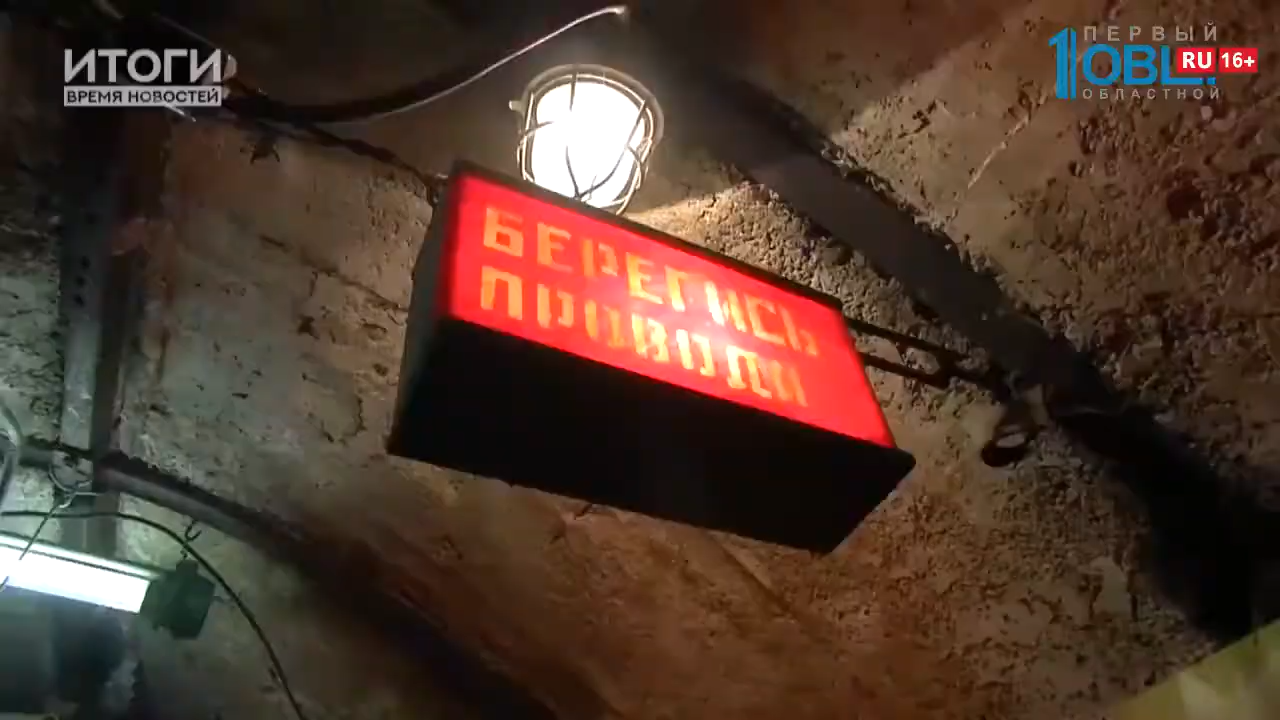 ИТОГИ
ВРЕМЯ НОВОСТЕЙ
ПЕРВЫЙ
1OBL.
RU 16+
ОБЛАСТНОЙ
БЕРЕГИСЬ
ПРОВОДА